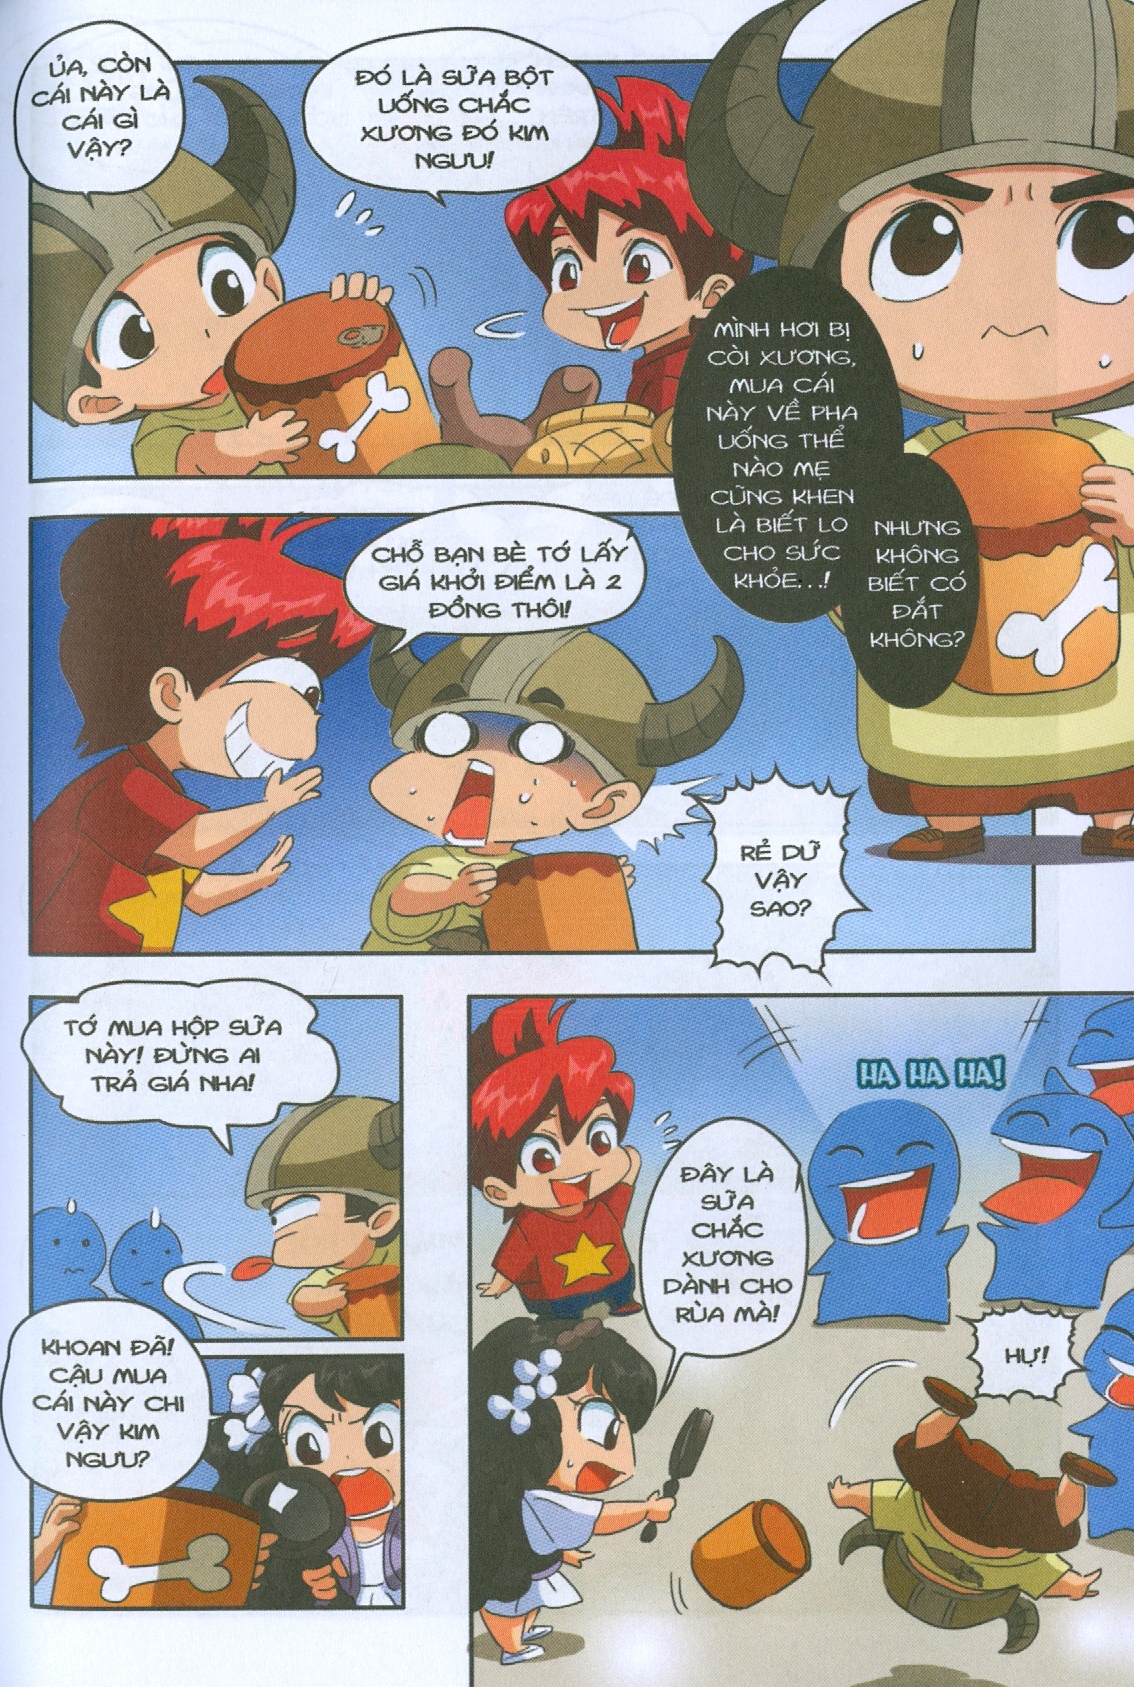 ỦA, CÒN
CÁI NÀY LÀ
CÁI GÌ
VẬY?
ĐÓ LÀ SỮA BỘT
UỐNG CHẮC
XƯƠNG ĐÓ KIM
NGƯU!
MÌNH HƠI BỊ
CÒI XƯƠNG,
MUA CÁI
NÀY VỀ PHA
UỐNG THỂ
NÀO MẸ
CŨNG KHEN
LÀ BIẾT LO
CHO SỨC
KHỎE...!
NHƯNG
KHÔNG
BIẾT CÓ
ĐẮT
KHÔNG?
CHỖ BẠN BÈ TỚ LẤY
GIÁ KHỞI ĐIỂM LÀ 2
ĐỒNG THÔI!
RẺ DỮ
VẬY
SAO?
TỚ MUA HỘP SỮA
NÀY! ĐỪNG AI
TRẢ GIÁ NHA!
KHOAN ĐÃ!
CẬU MUA
CÁI NÀY CHI
VẬY KIM
NGƯU?
HA HA HA!
ĐÂY LÀ
SỮA
CHẮC
XƯƠNG
DÀNH CHO
RÙA MÀ!
HỰ!